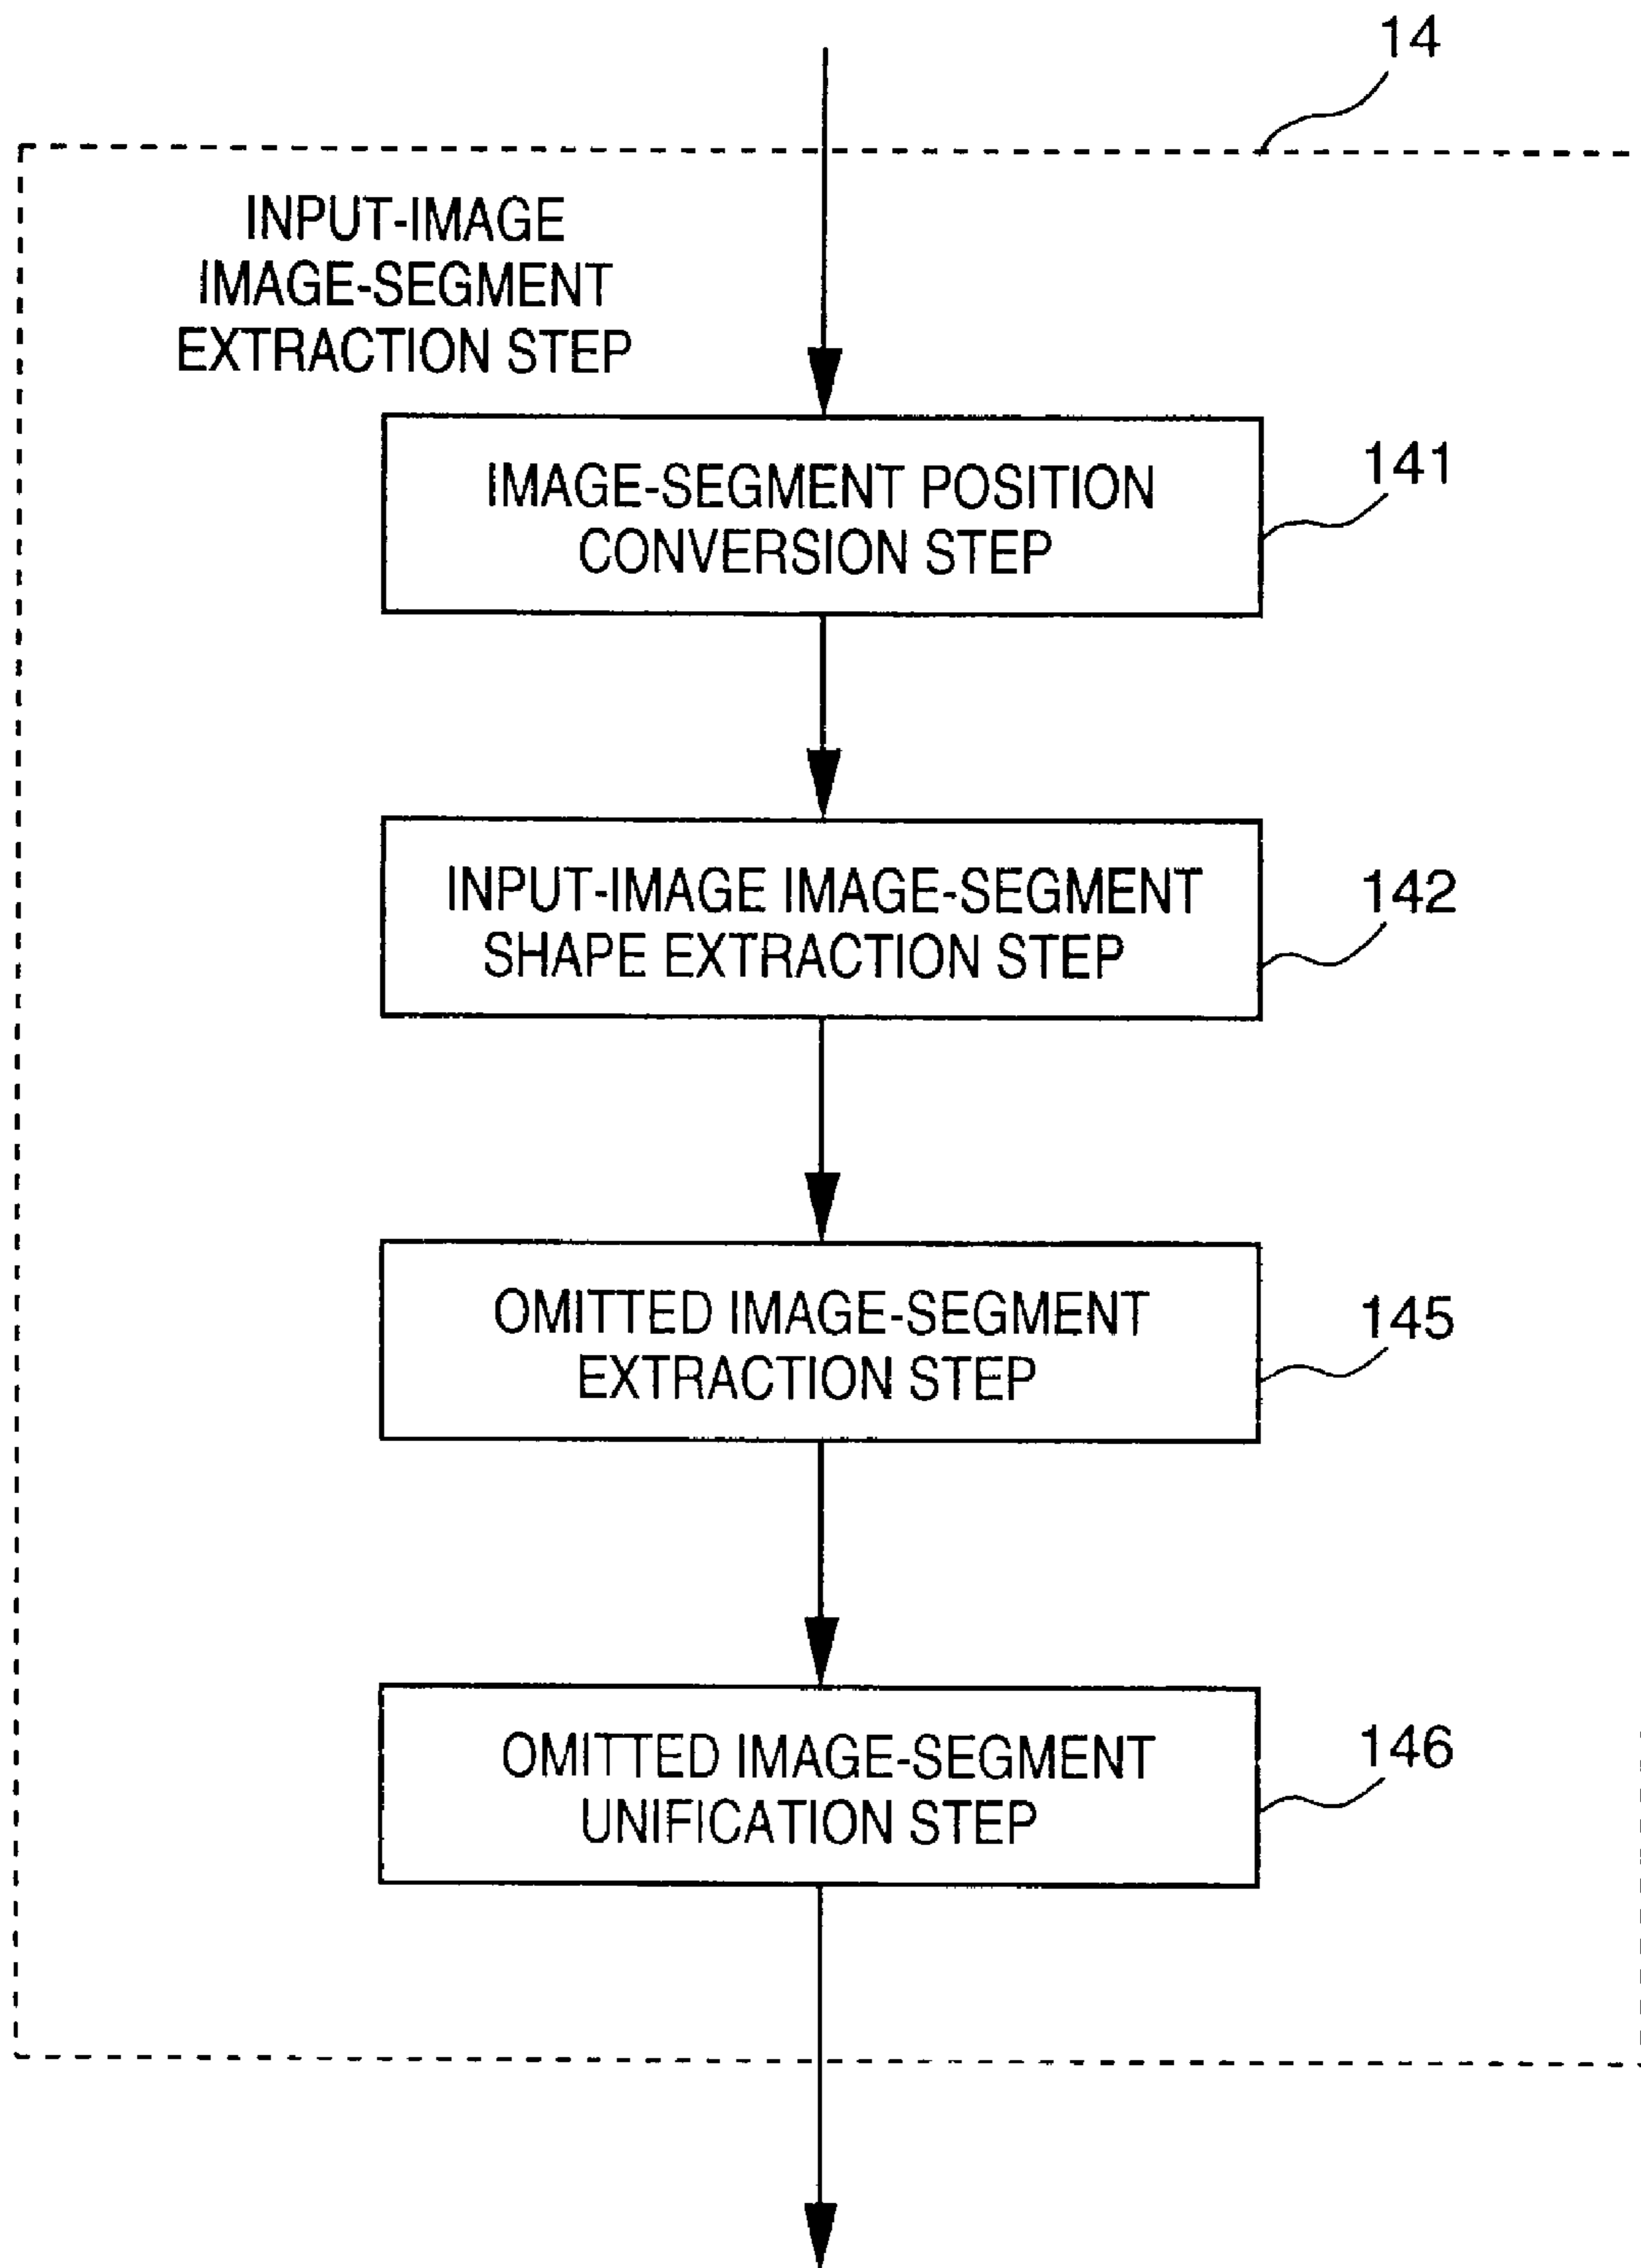 14
INPUT-IMAGE
IMAGE-SEGMENT
EXTRACTION STEP
IMAGE-SEGMENT POSITION
CONVERSION STEP
141
INPUT-IMAGE IMAGE-SEGMENT
SHAPE EXTRACTION STEP
142
OMITTED IMAGE-SEGMENT
EXTRACTION STEP
145
OMITTED IMAGE-SEGMENT
UNIFICATION STEP
146